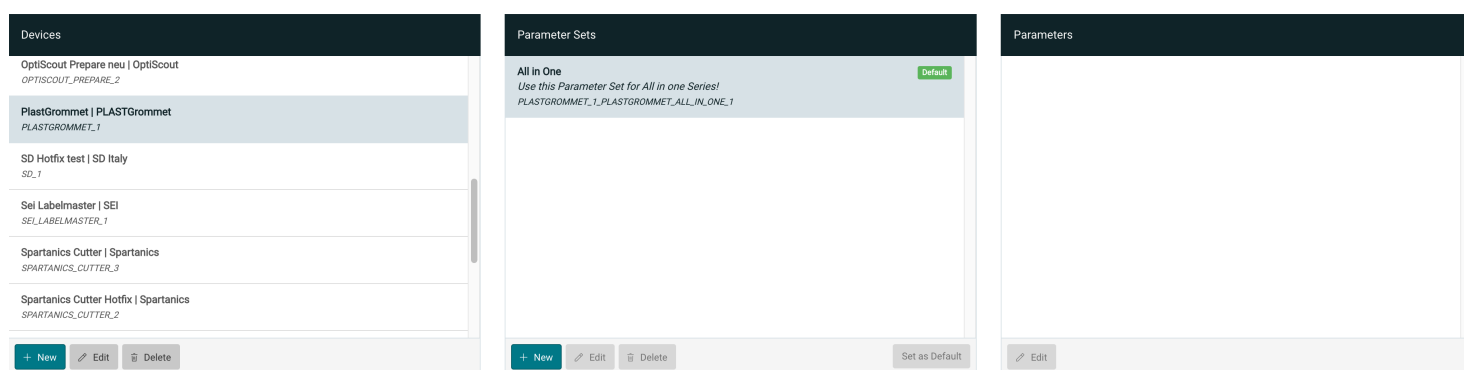 Devices
OptiScout Prepare neu | OptiScout
OPTISCOUT_PREPARE_2
PlastGrommet | PLASTGrommet
PLASTGROMMET_1
SD Hotfix test | SD Italy
SD_1
Sei Labelmaster | SEI
SEI_LABELMASTER_1
Spartanics Cutter | Spartanics
SPARTANICS_CUTTER_3
Spartanics Cutter Hotfix | Spartanics
SPARTANICS_CUTTER_2
New Edit Delete
Parameter Sets
All in One Default
Use this Parameter Set for All in one Series!
PLASTGROMMET_1_PLASTGROMMET_ALL_IN_ONE_1
New Edit Delete Set as Default
Parameters
Edit